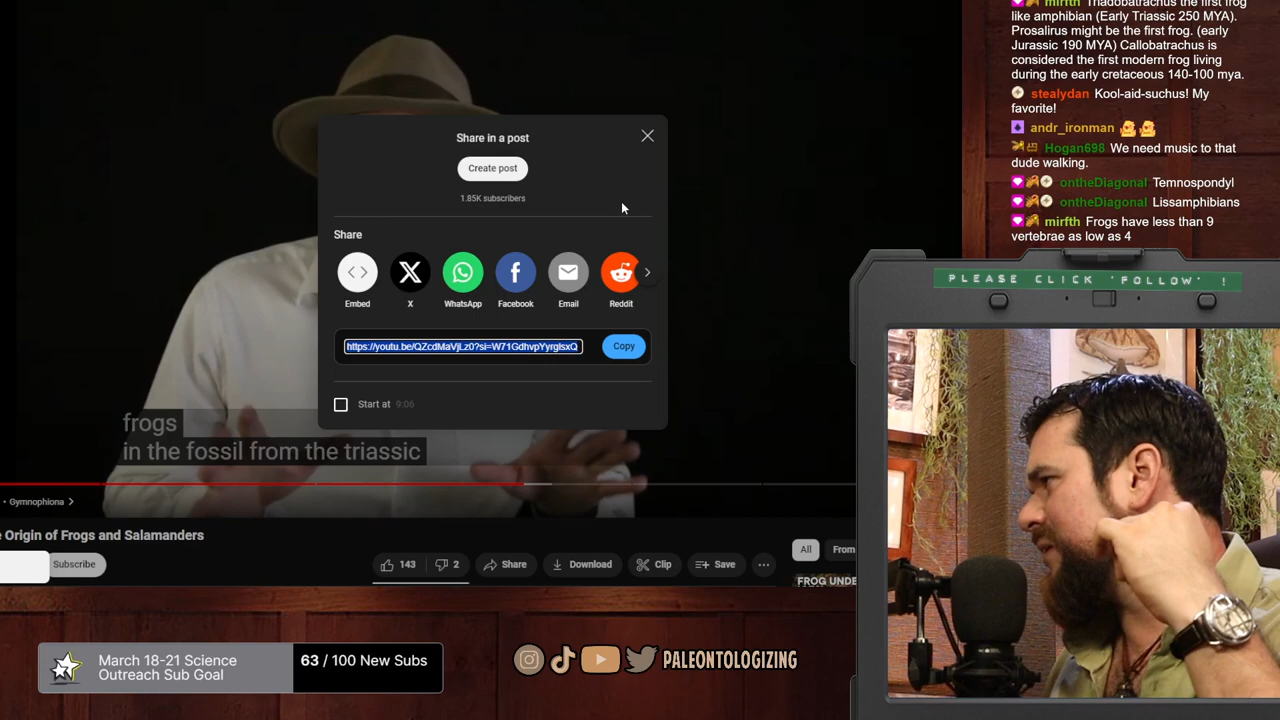 mirfth Triadobatrachus the first frog
like amphibian (Early Triassic 250 MYA).
Prosalirus might be the first frog. (early
Jurassic 190 MYA) Callobatrachus is
considered the first modern frog living
during the early cretaceous 140-100 mya.
stealydan Kool-aid-suchus! My
favorite!
andr_ironman
Hogan698 We need music to that
dude walking.
ontheDiagonal Temnospondyl
ontheDiagonal Lissamphibians
mirfth Frogs have less than 9
vertebrae as low as 4
Share in a post
Create post
1.85K subscribers
Share
Embed
X
WhatsApp
Facebook
Email
Reddit
https://youtu.be/QZcdMaVjLz0?si=W71GdhvpYyrglsxQ
Copy
Start at 9:06
frogs
in the fossil from the triassic
• Gymnophiona
Origin of Frogs and Salamanders
Subscribe
143
2
Share
Download
Clip
Save
All
From
FROG UNDE
PLEASE CLICK 'FOLLOW' !
March 18-21 Science
Outreach Sub Goal
63 / 100 New Subs
PALEONTOLOGIZING